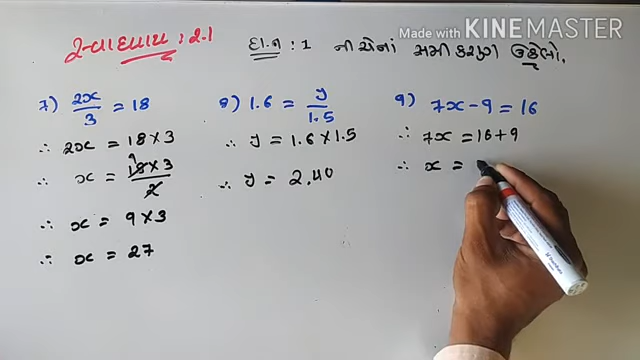 Made with KINEMASTER
સ્વાધ્યાય : 2.1
દા.નં : 1 નીચેનાં સમીકરણ ઉકેલો.
7) 2x/3 = 18
∴ 2x = 18 × 3
∴ x = 18 × 3 / 2
9
∴ x = 9 × 3
∴ x = 27
8) 1.6 = y/1.5
∴ y = 1.6 × 1.5
∴ y = 2.40
9) 7x - 9 = 16
∴ 7x = 16 + 9
∴ x =